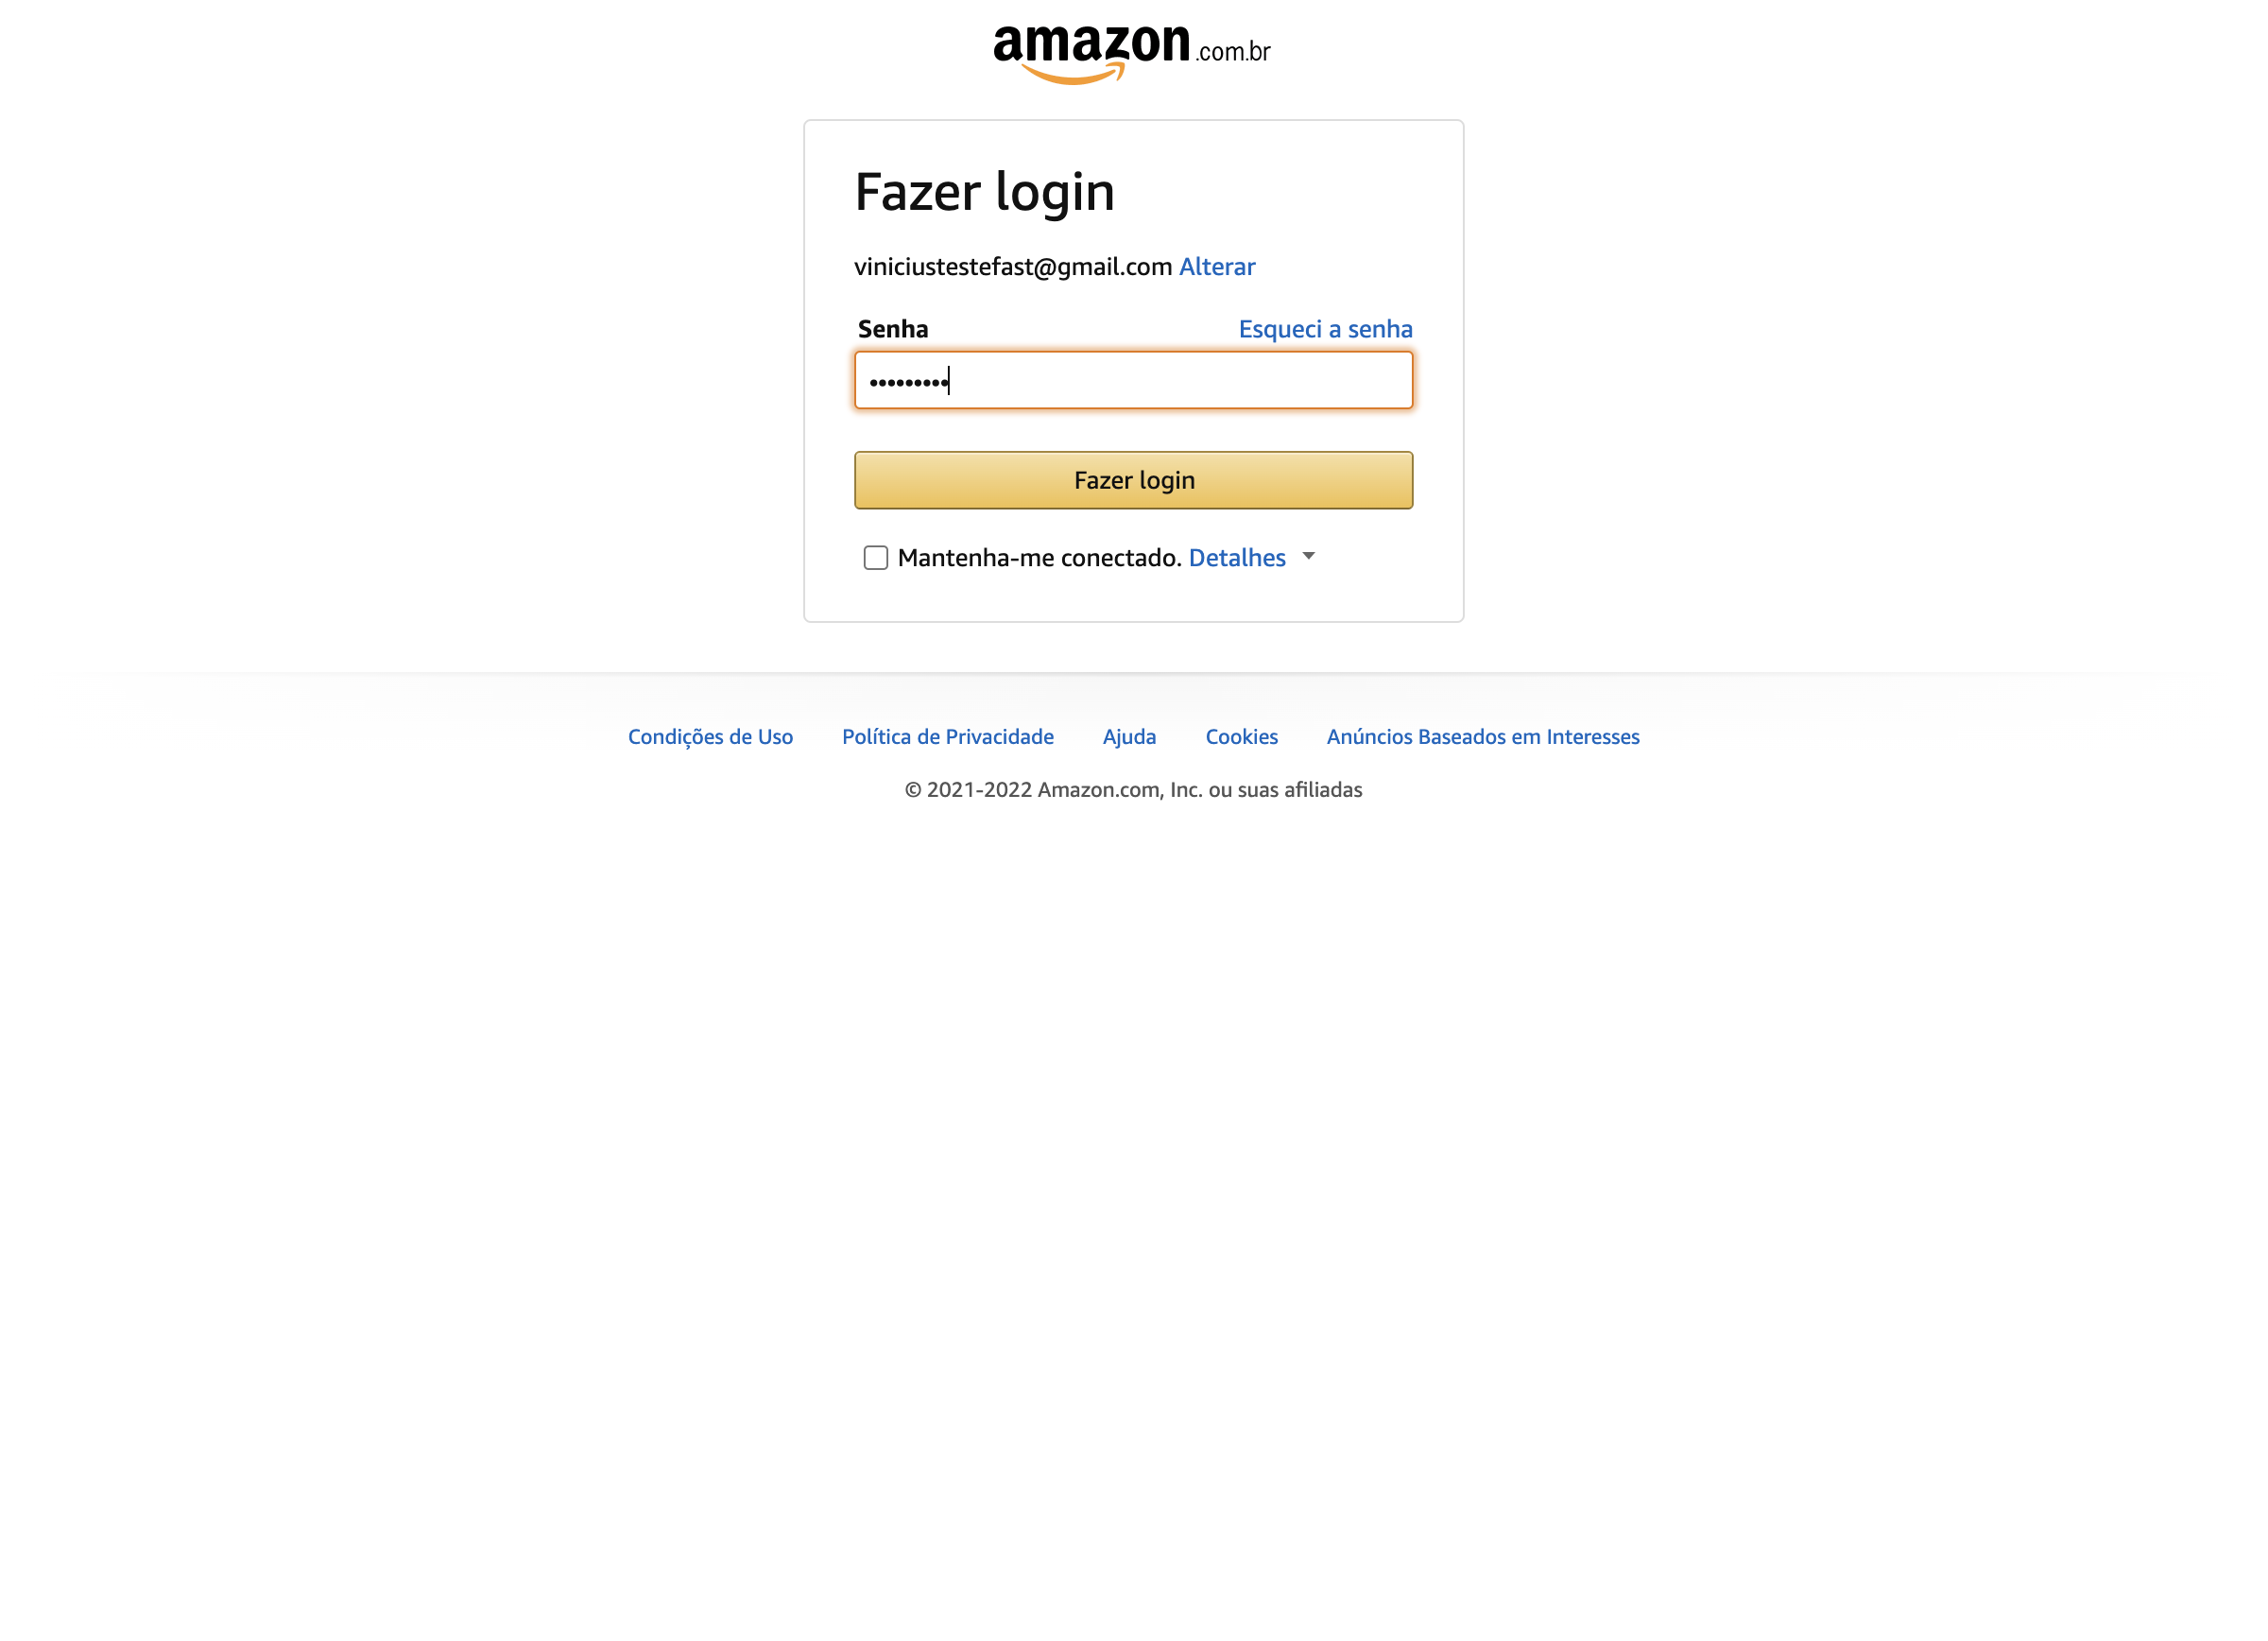 amazon.com.br
Fazer login
viniciustestefast@gmail.com Alterar
Senha Esqueci a senha
•••••••••
Fazer login
Mantenha-me conectado. Detalhes
Condições de Uso Política de Privacidade Ajuda Cookies Anúncios Baseados em Interesses
© 2021-2022 Amazon.com, Inc. ou suas afiliadas